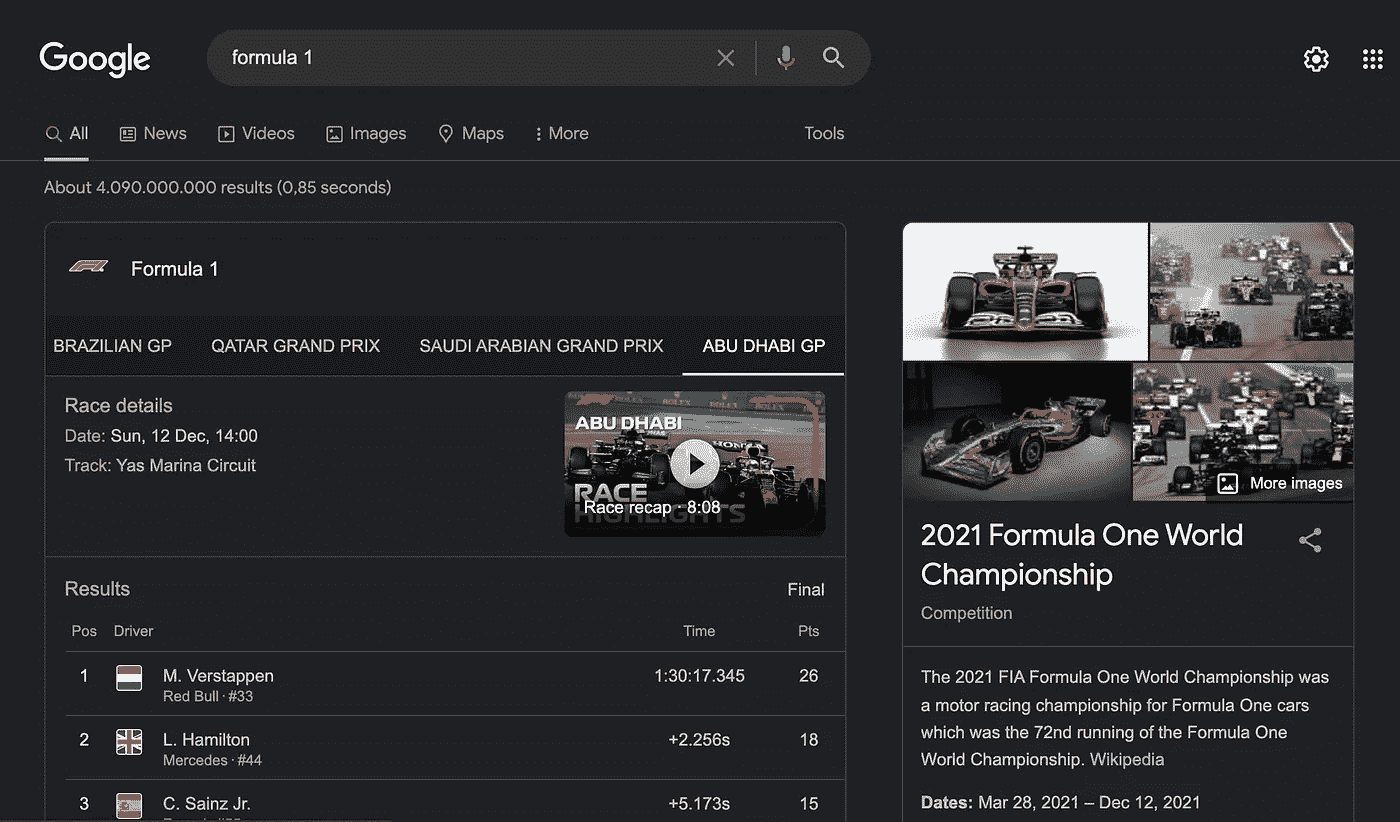 Google
formula 1
All
News
Videos
Images
Maps
More
Tools
About 4.090.000.000 results (0,85 seconds)
Formula 1
BRAZILIAN GP
QATAR GRAND PRIX
SAUDI ARABIAN GRAND PRIX
ABU DHABI GP
Race details
Date: Sun, 12 Dec, 14:00
Track: Yas Marina Circuit
ROLEX
ROLEX
ABU DHABI
HONDA
RACE
HIGHLIGHTS
Race recap · 8:08
Results
Final
Pos Driver Time Pts
1 M. Verstappen 1:30:17.345 26
Red Bull · #33
2 L. Hamilton +2.256s 18
Mercedes · #44
3 C. Sainz Jr. +5.173s 15
More images
2021 Formula One World
Championship
Competition
The 2021 FIA Formula One World Championship was
a motor racing championship for Formula One cars
which was the 72nd running of the Formula One
World Championship. Wikipedia
Dates: Mar 28, 2021 – Dec 12, 2021